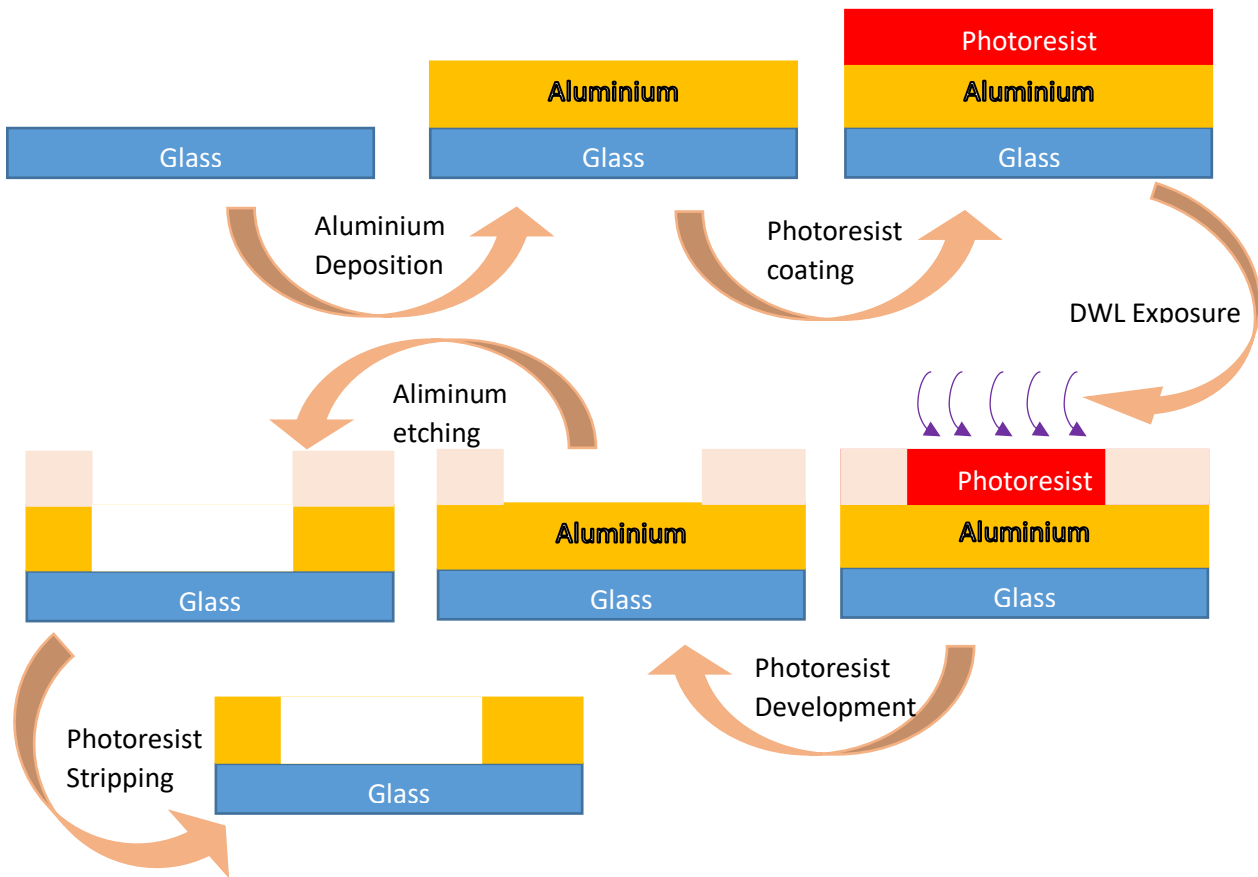 Glass
Aluminium
Glass
Photoresist
Aluminium
Glass
Aluminium
Deposition
Photoresist
coating
DWL Exposure
Photoresist
Aluminium
Glass
Photoresist
Development
Aluminium
Glass
Aliminum
etching
Glass
Photoresist
Stripping
Glass